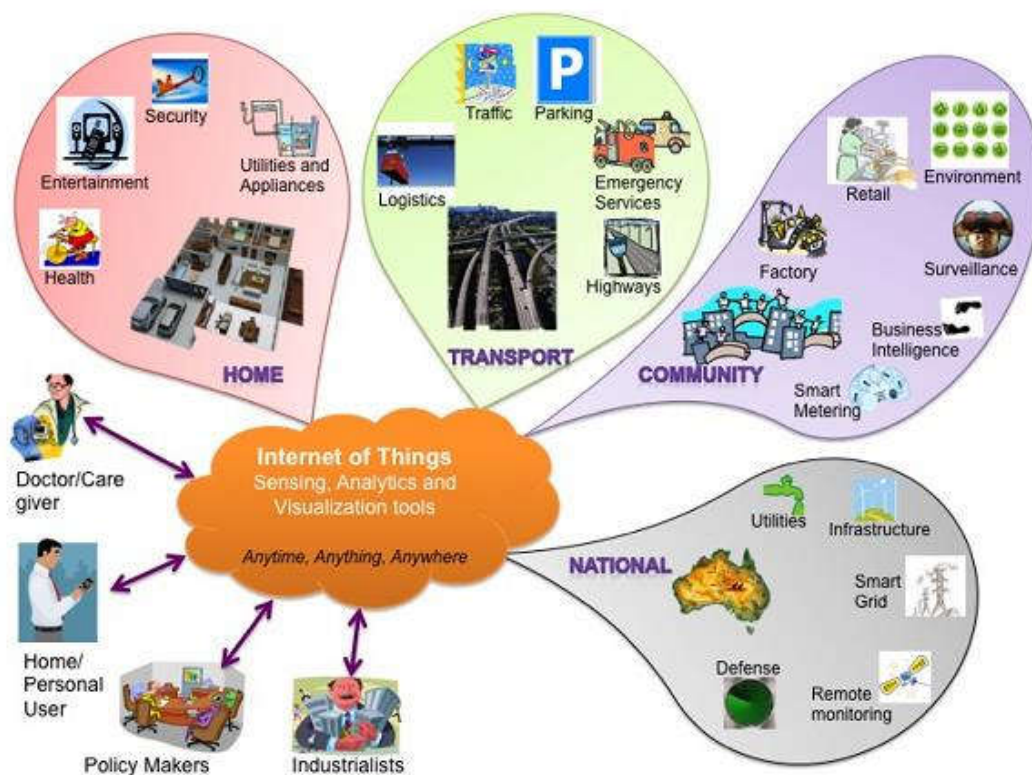 Security
Entertainment
Utilities and
Appliances
Health
HOME
Traffic
P
Parking
Logistics
Emergency
Services
Highways
TRANSPORT
Retail
Environment
Factory
Surveillance
Business
Intelligence
COMMUNITY
Smart
Metering
Internet of Things
Sensing, Analytics and
Visualization tools
Anytime, Anything, Anywhere
Doctor/Care
giver
Home/
Personal
User
Policy Makers
Industrialists
NATIONAL
Utilities
Infrastructure
Smart
Grid
Defense
Remote
monitoring